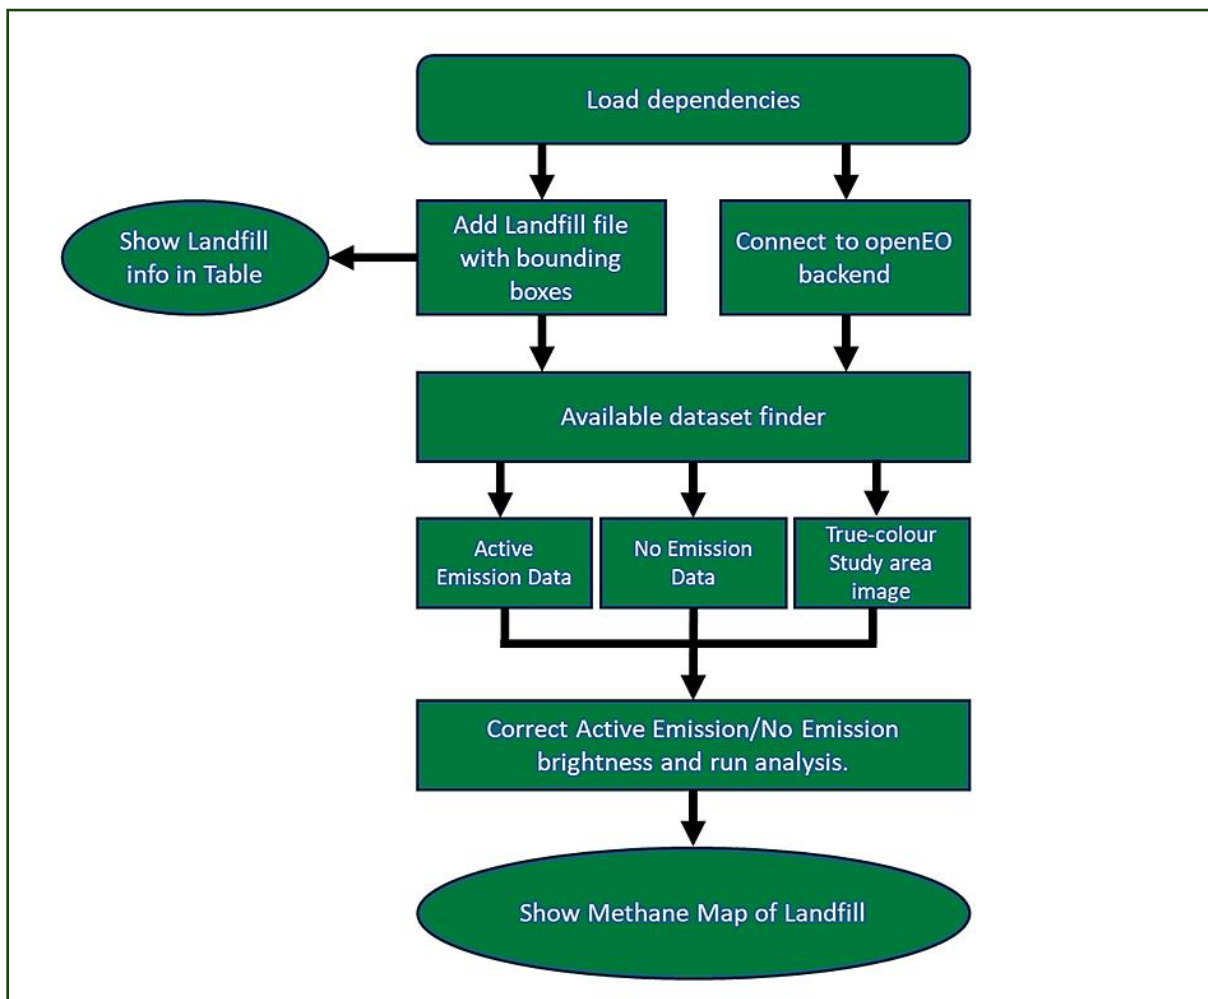 Load dependencies
Show Landfill
info in Table
Add Landfill file
with bounding
boxes
Connect to openEO
backend
Available dataset finder
Active
Emission Data
No Emission
Data
True-colour
Study area
image
Correct Active Emission/No Emission
brightness and run analysis.
Show Methane Map of Landfill